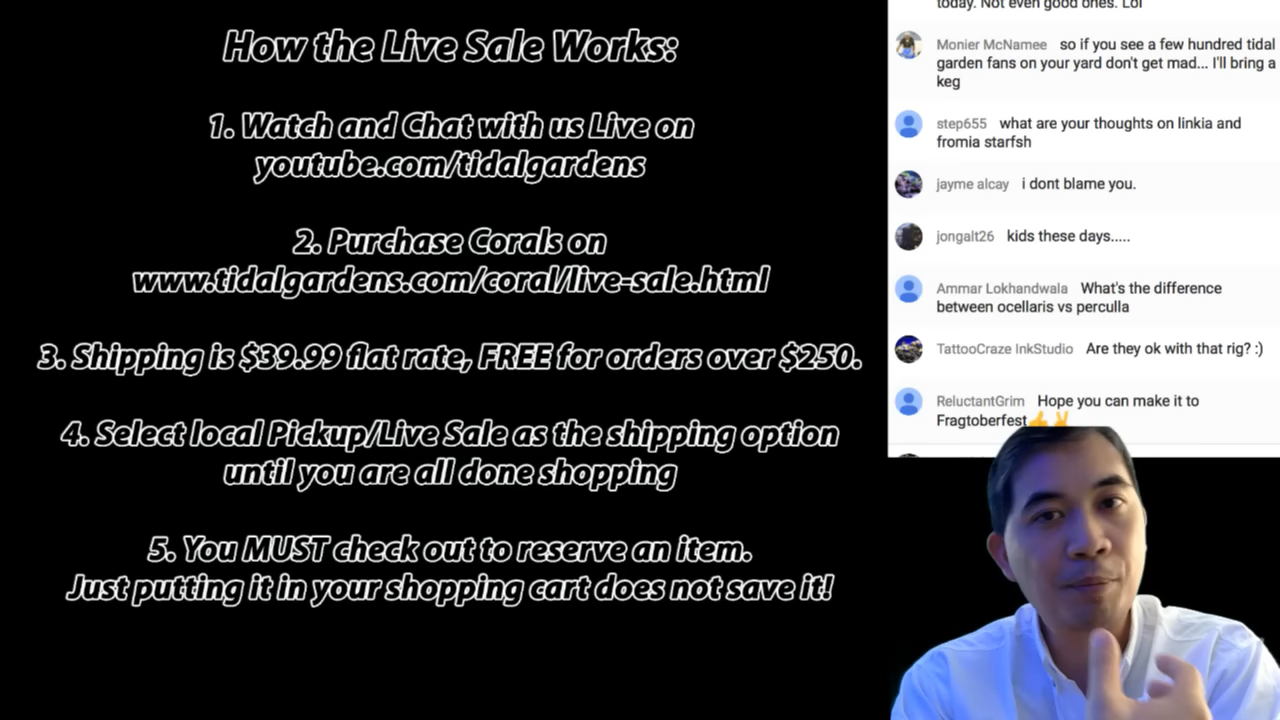 How the Live Sale Works:
1. Watch and Chat with us Live on
youtube.com/tidalgardens
2. Purchase Corals on
www.tidalgardens.com/coral/live-sale.html
3. Shipping is $39.99 flat rate, FREE for orders over $250.
4. Select local Pickup/Live Sale as the shipping option
until you are all done shopping
5. You MUST check out to reserve an item.
Just putting it in your shopping cart does not save it!
today. Not even good ones. Lol
Monier McNamee so if you see a few hundred tidal
garden fans on your yard don't get mad... I'll bring a
keg
step655 what are your thoughts on linkia and
fromia starfsh
jayme alcay i dont blame you.
jongalt26 kids these days.....
Ammar Lokhandwala What's the difference
between ocellaris vs perculla
TattooCraze InkStudio Are they ok with that rig? :)
ReluctantGrim Hope you can make it to
Fragtoberfest👍✌